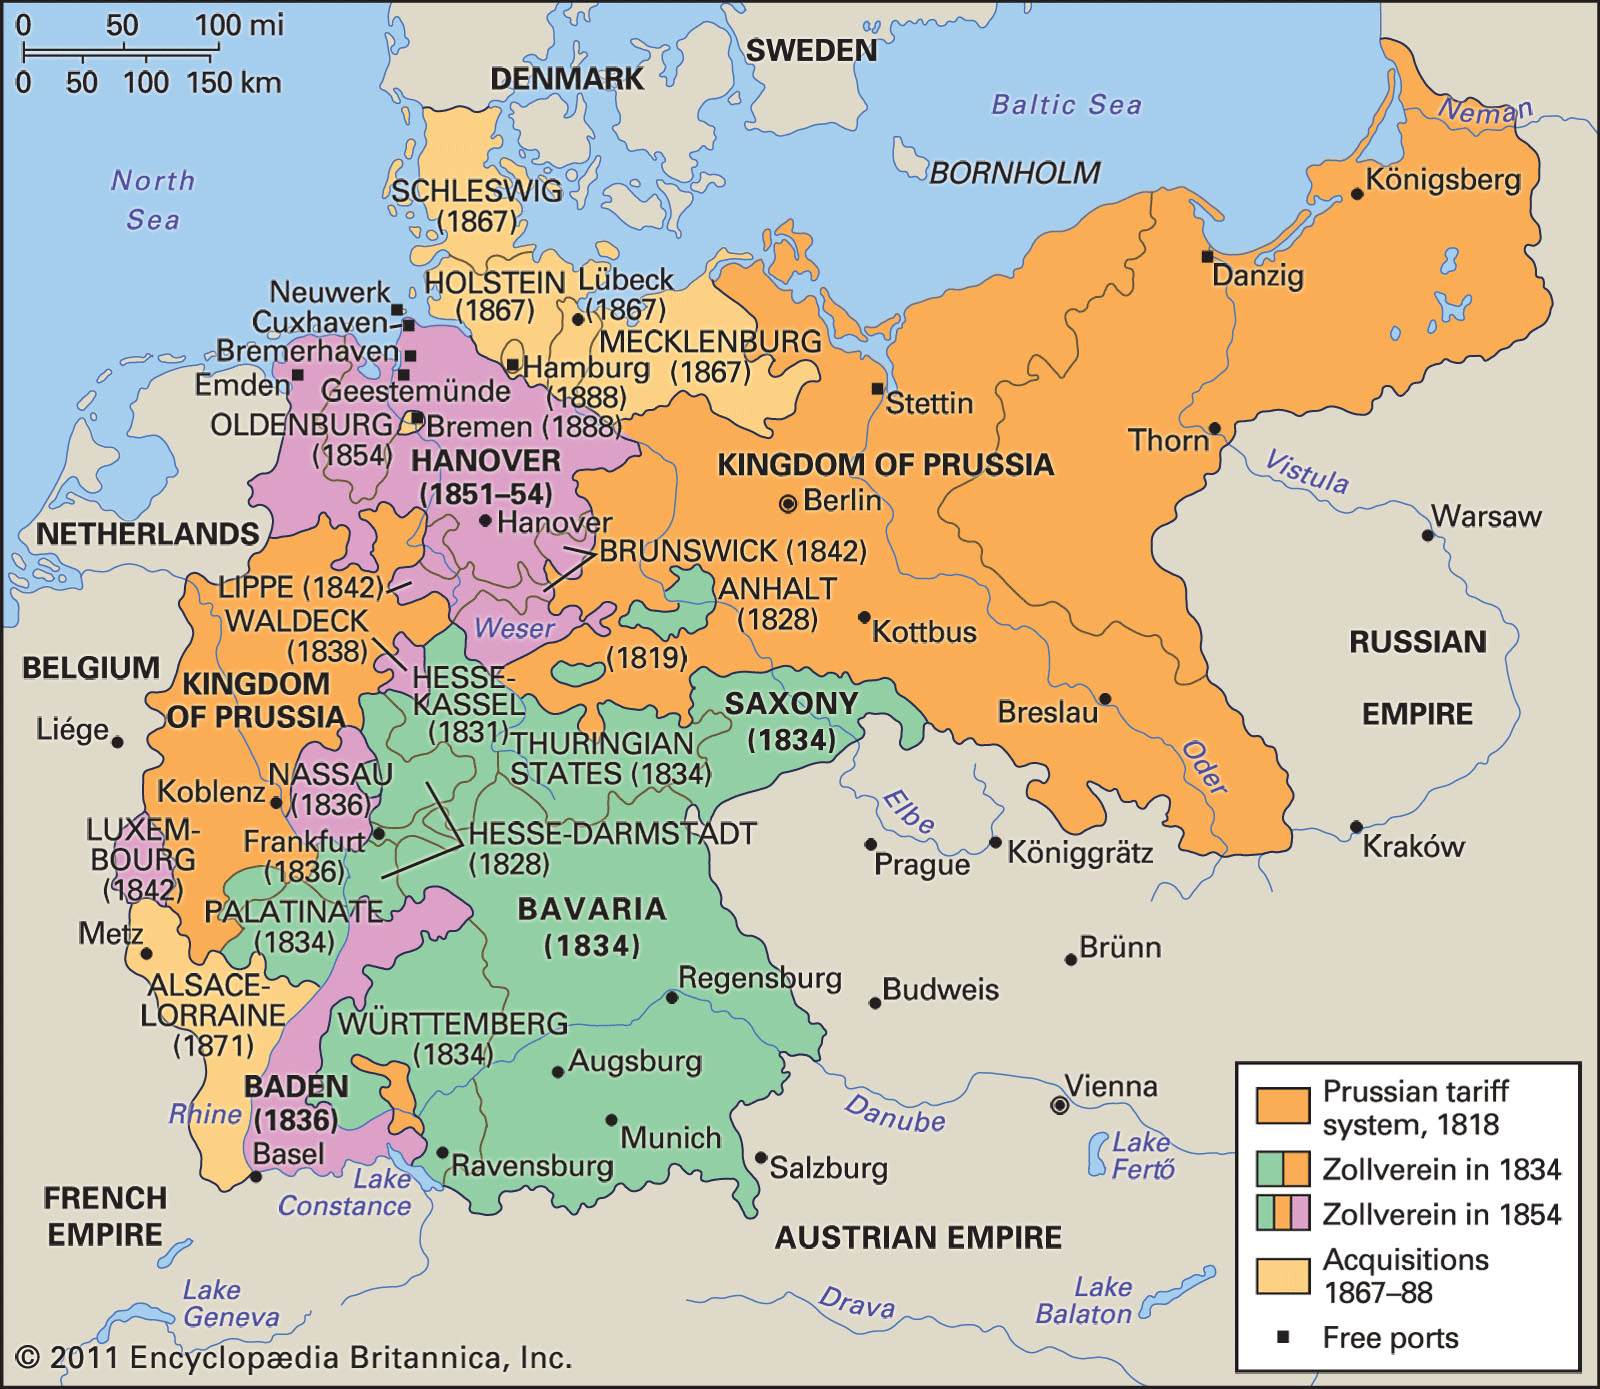 0 50 100 mi
0 50 100 150 km
SWEDEN
DENMARK
Baltic Sea
Neman
North
Sea
BORNHOLM
Königsberg
SCHLESWIG
(1867)
Danzig
HOLSTEIN
(1867)
Lübeck
(1867)
Neuwerk
Cuxhaven
MECKLENBURG
(1867)
Bremerhaven
Hamburg
(1888)
Emden
Geestemünde
Stettin
OLDENBURG
(1854)
Bremen (1888)
Thorn
HANOVER
(1851–54)
KINGDOM OF PRUSSIA
Vistula
Berlin
Warsaw
NETHERLANDS
Hanover
BRUNSWICK (1842)
LIPPE (1842)
ANHALT
(1828)
WALDECK
(1838)
Weser
Kottbus
RUSSIAN
EMPIRE
BELGIUM
(1819)
KINGDOM
OF PRUSSIA
HESSE-
KASSEL
(1831)
SAXONY
(1834)
Breslau
Liége
THURINGIAN
STATES (1834)
Oder
NASSAU
(1836)
Koblenz
Elbe
LUXEM-
BOURG
(1842)
Frankfurt
(1836)
HESSE-DARMSTADT
(1828)
Prague
Königgrätz
Kraków
PALATINATE
(1834)
BAVARIA
(1834)
Metz
Brünn
ALSACE-
LORRAINE
(1871)
Regensburg
Budweis
WÜRTTEMBERG
(1834)
Augsburg
BADEN
(1836)
Vienna
Rhine
Danube
Munich
Lake
Fertő
Basel
Ravensburg
Salzburg
Lake
Constance
FRENCH
EMPIRE
AUSTRIAN EMPIRE
Lake
Geneva
Drava
Lake
Balaton
Prussian tariff
system, 1818
Zollverein in 1834
Zollverein in 1854
Acquisitions
1867–88
Free ports
© 2011 Encyclopædia Britannica, Inc.